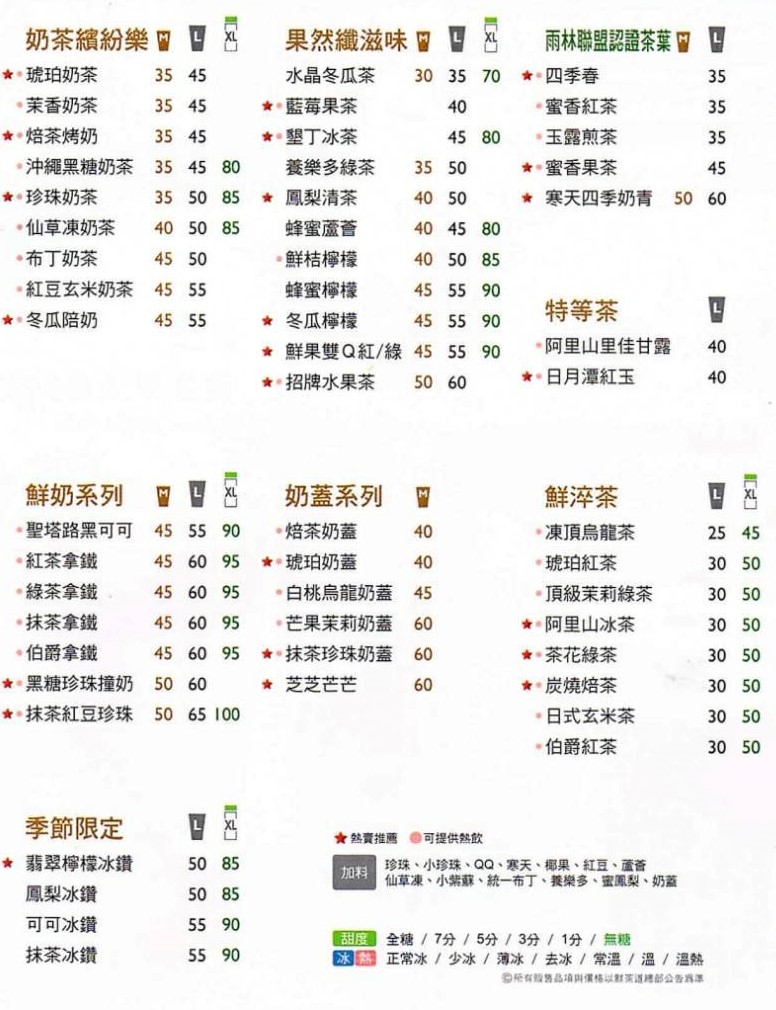 奶茶繽紛樂 M L XL
琥珀奶茶 35 45
茉香奶茶 35 45
焙茶烤奶 35 45
沖繩黑糖奶茶 35 45 80
珍珠奶茶 35 50 85
仙草凍奶茶 40 50 85
布丁奶茶 45 50
紅豆玄米奶茶 45 55
冬瓜陪奶 45 55
果然纖滋味 M L XL
水晶冬瓜茶 30 35 70
藍莓果茶 40
墾丁冰茶 45 80
養樂多綠茶 35 50
鳳梨清茶 40 50
蜂蜜蘆薈 40 45 80
鮮桔檸檬 40 50 85
蜂蜜檸檬 45 55 90
冬瓜檸檬 45 55 90
鮮果雙Q紅/綠 45 55 90
招牌水果茶 50 60
雨林聯盟認證茶葉 M L
四季春 35
蜜香紅茶 35
玉露煎茶 35
蜜香果茶 45
寒天四季奶青 50 60
特等茶 L
阿里山里佳甘露 40
日月潭紅玉 40
鮮奶系列 M L XL
聖塔路黑可可 45 55 90
紅茶拿鐵 45 60 95
綠茶拿鐵 45 60 95
抹茶拿鐵 45 60 95
伯爵拿鐵 45 60 95
黑糖珍珠撞奶 50 60
抹茶紅豆珍珠 50 65 100
奶蓋系列 M
焙茶奶蓋 40
琥珀奶蓋 40
白桃烏龍奶蓋 45
芒果茉莉奶蓋 60
抹茶珍珠奶蓋 60
芝芝芒芒 60
鮮淬茶 L XL
凍頂烏龍茶 25 45
琥珀紅茶 30 50
頂級茉莉綠茶 30 50
阿里山冰茶 30 50
茶花綠茶 30 50
炭燒焙茶 30 50
日式玄米茶 30 50
伯爵紅茶 30 50
季節限定 L XL
翡翠檸檬冰鑽 50 85
鳳梨冰鑽 50 85
可可冰鑽 55 90
抹茶冰鑽 55 90
★熱賣推薦 ●可提供熱飲
加料 珍珠、小珍珠、QQ、寒天、椰果、紅豆、蘆薈
仙草凍、小紫蘇、統一布丁、養樂多、蜜鳳梨、奶蓋
甜度 全糖 / 7分 / 5分 / 3分 / 1分 / 無糖
冰 熱 正常冰 / 少冰 / 薄冰 / 去冰 / 常溫 / 溫 / 溫熱
©所有販售品項與價格以鮮茶道總部公告為準